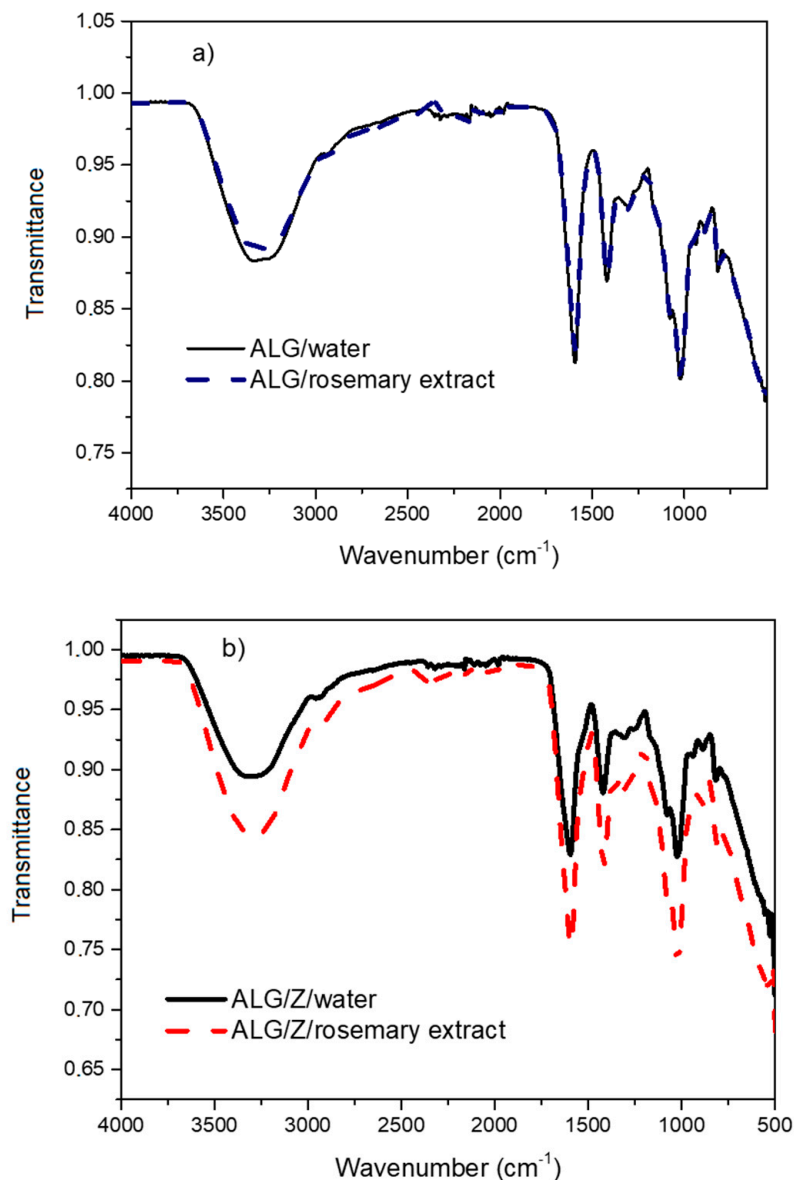 a)
1.05
1.00
0.95
0.90
0.85
0.80
0.75
Transmittance
ALG/water
ALG/rosemary extract
4000 3500 3000 2500 2000 1500 1000
Wavenumber (cm⁻¹)
b)
1.00
0.95
0.90
0.85
0.80
0.75
0.70
0.65
Transmittance
ALG/Z/water
ALG/Z/rosemary extract
4000 3500 3000 2500 2000 1500 1000 500
Wavenumber (cm⁻¹)